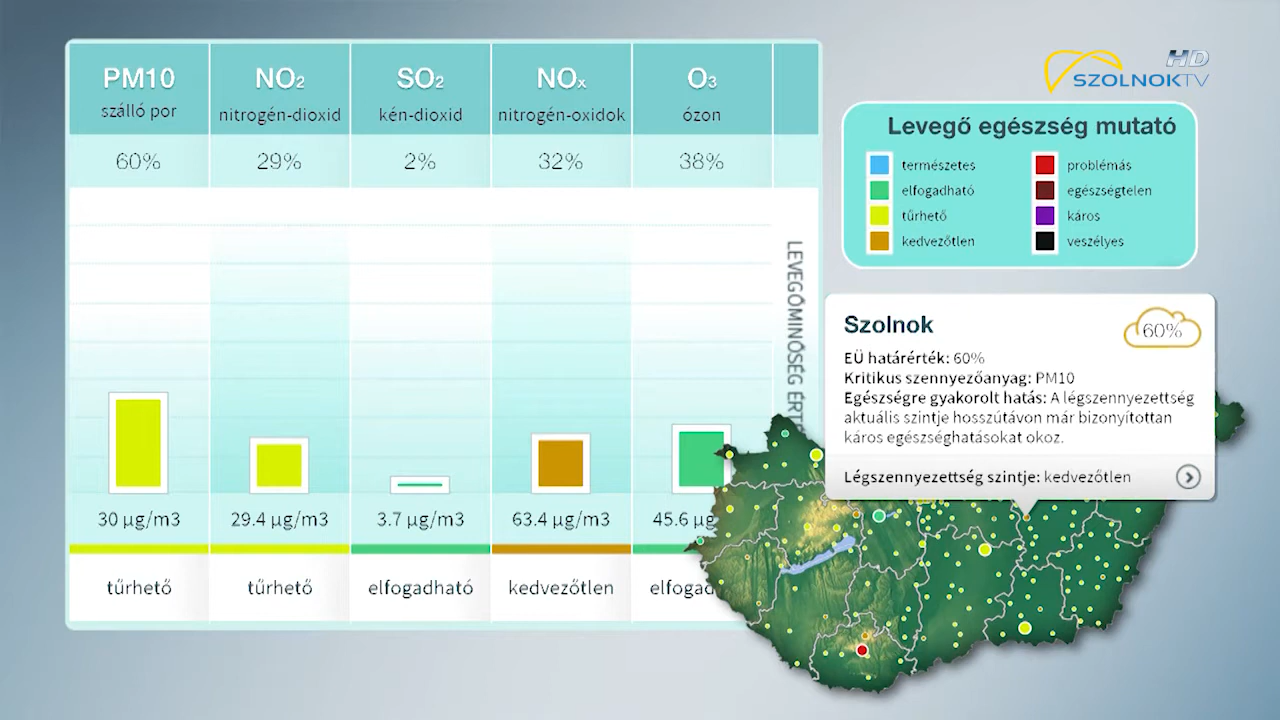 PM10
szálló por
60%
NO₂
nitrogén-dioxid
29%
SO₂
kén-dioxid
2%
NOₓ
nitrogén-oxidok
32%
O₃
ózon
38%
LEVEGŐMINŐSÉG
30 µg/m3
29.4 µg/m3
3.7 µg/m3
63.4 µg/m3
45.6
tűrhető
tűrhető
elfogadható
kedvezőtlen
HD
SZOLNOKTV
Levegő egészség mutató
természetes
elfogadható
tűrhető
kedvezőtlen
problémás
egészségtelen
káros
veszélyes
Szolnok
60%
EÜ határérték: 60%
Kritikus szennyezőanyag: PM10
Egészségre gyakorolt hatás: A légszennyezettség
aktuális szintje hosszútávon már bizonyítottan
káros egészséghatásokat okoz.
Légszennyezettség szintje: kedvezőtlen